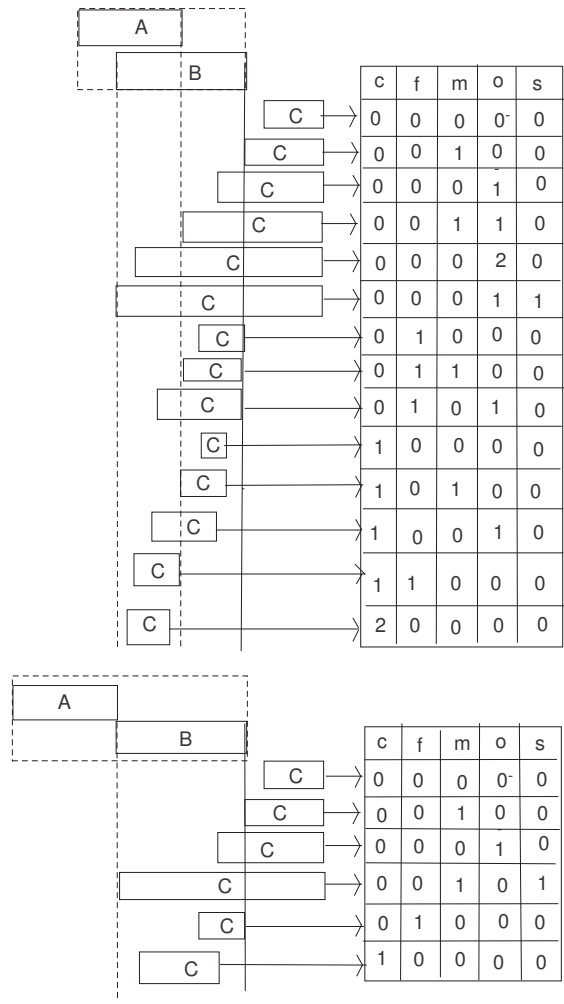 A
B
c f m o s
C 0 0 0 0- 0
C 0 0 1 0 0
C 0 0 0 1 0
C 0 0 1 1 0
C 0 0 0 2 0
C 0 0 0 1 1
C 0 1 0 0 0
C 0 1 1 0 0
C 0 1 0 1 0
C 1 0 0 0 0
C 1 0 1 0 0
C 1 0 0 1 0
C 1 1 0 0 0
C 2 0 0 0 0
A
B
c f m o s
C 0 0 0 0- 0
C 0 0 1 0 0
C 0 0 0 1 0
C 0 0 1 0 1
C 0 1 0 0 0
C 1 0 0 0 0